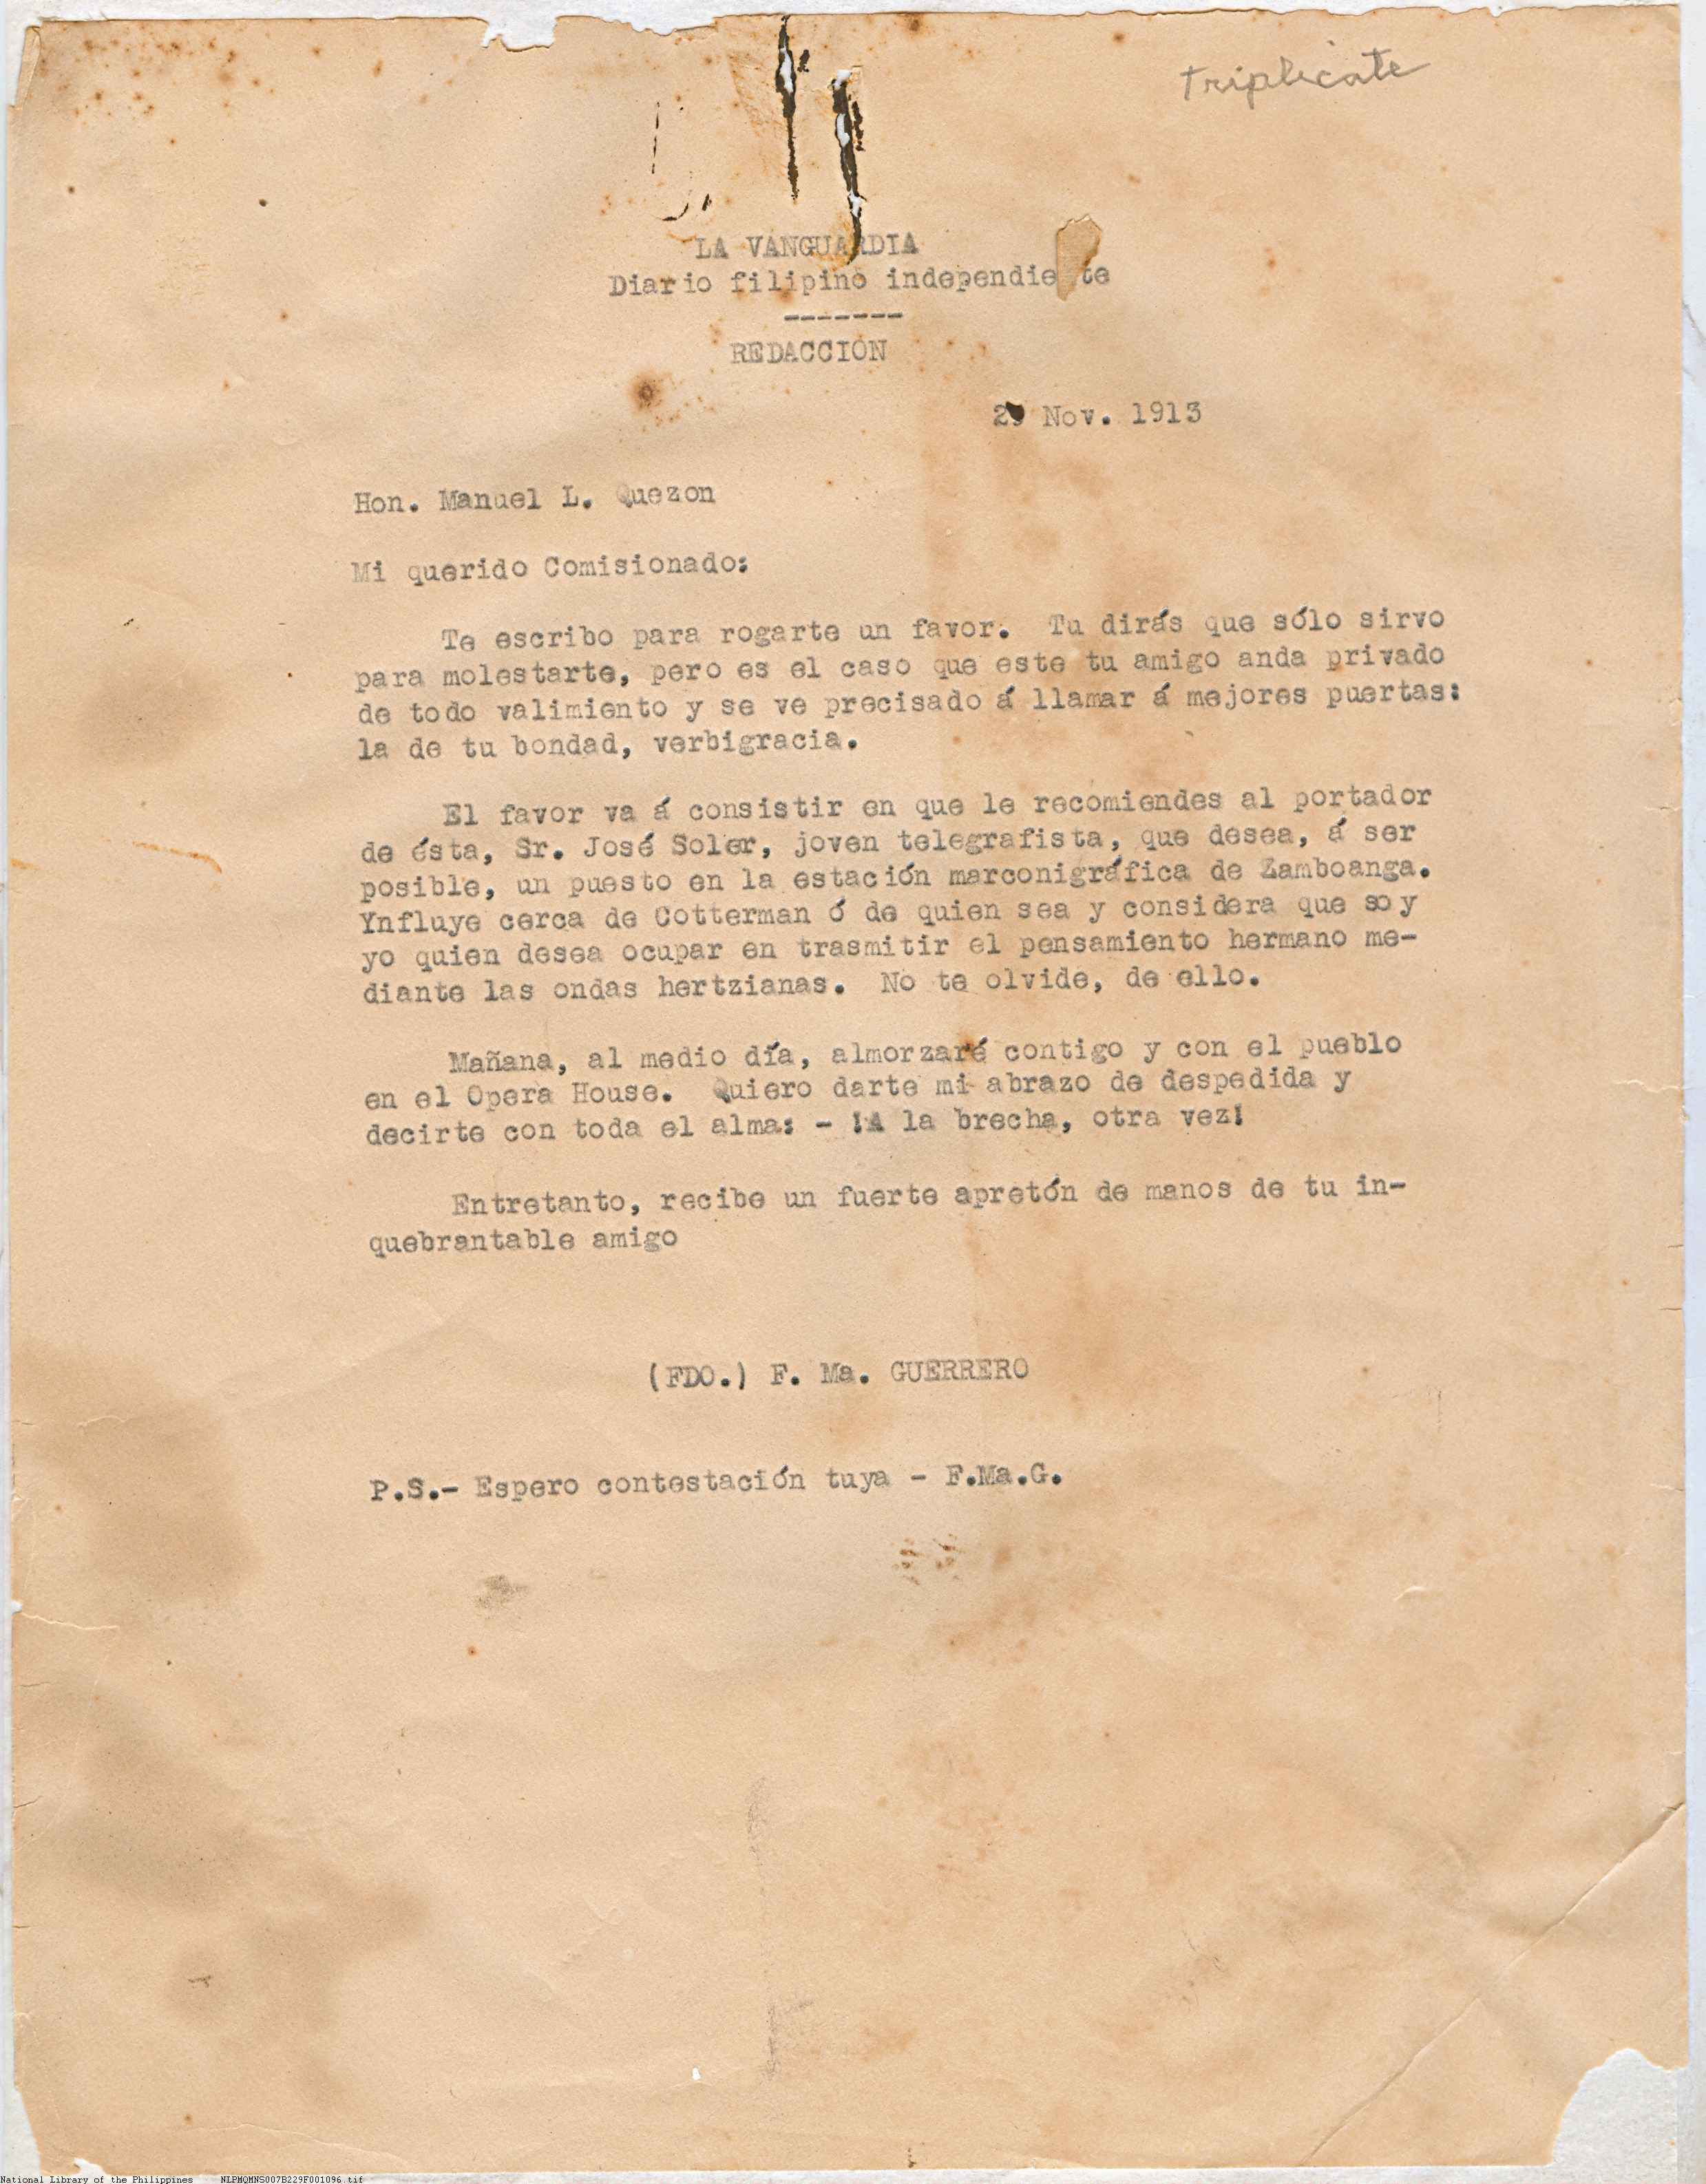 triplicate
LA VANGUARDIA
Diario filipino independiente
-------
REDACCION
29 Nov. 1913
Hon. Manuel L. Quezon
Mi querido Comisionado:
Te escribo para rogarte un favor. Tu dirás que sólo sirvo
para molestarte, pero es el caso que este tu amigo anda privado
de todo valimiento y se ve precisado á llamar á mejores puertas:
la de tu bondad, verbigracia.
El favor va á consistir en que le recomiendes al portador
de ésta, Sr. José Soler, joven telegrafista, que desea, á ser
posible, un puesto en la estación marconigráfica de Zamboanga.
Ynfluye cerca de Cotterman ó de quien sea y considera que soy
yo quien desea ocupar en trasmitir el pensamiento hermano me-
diante las ondas hertzianas. No te olvide, de ello.
Mañana, al medio día, almorzaré contigo y con el pueblo
en el Opera House. Quiero darte mi abrazo de despedida y
decirte con toda el alma: - ¡A la brecha, otra vez!
Entretanto, recibe un fuerte apretón de manos de tu in-
quebrantable amigo
(FDO.) F. Ma. GUERRERO
P.S.- Espero contestación tuya - F.Ma.G.
National Library of the Philippines NLPMQMNS007B229F001096.tif